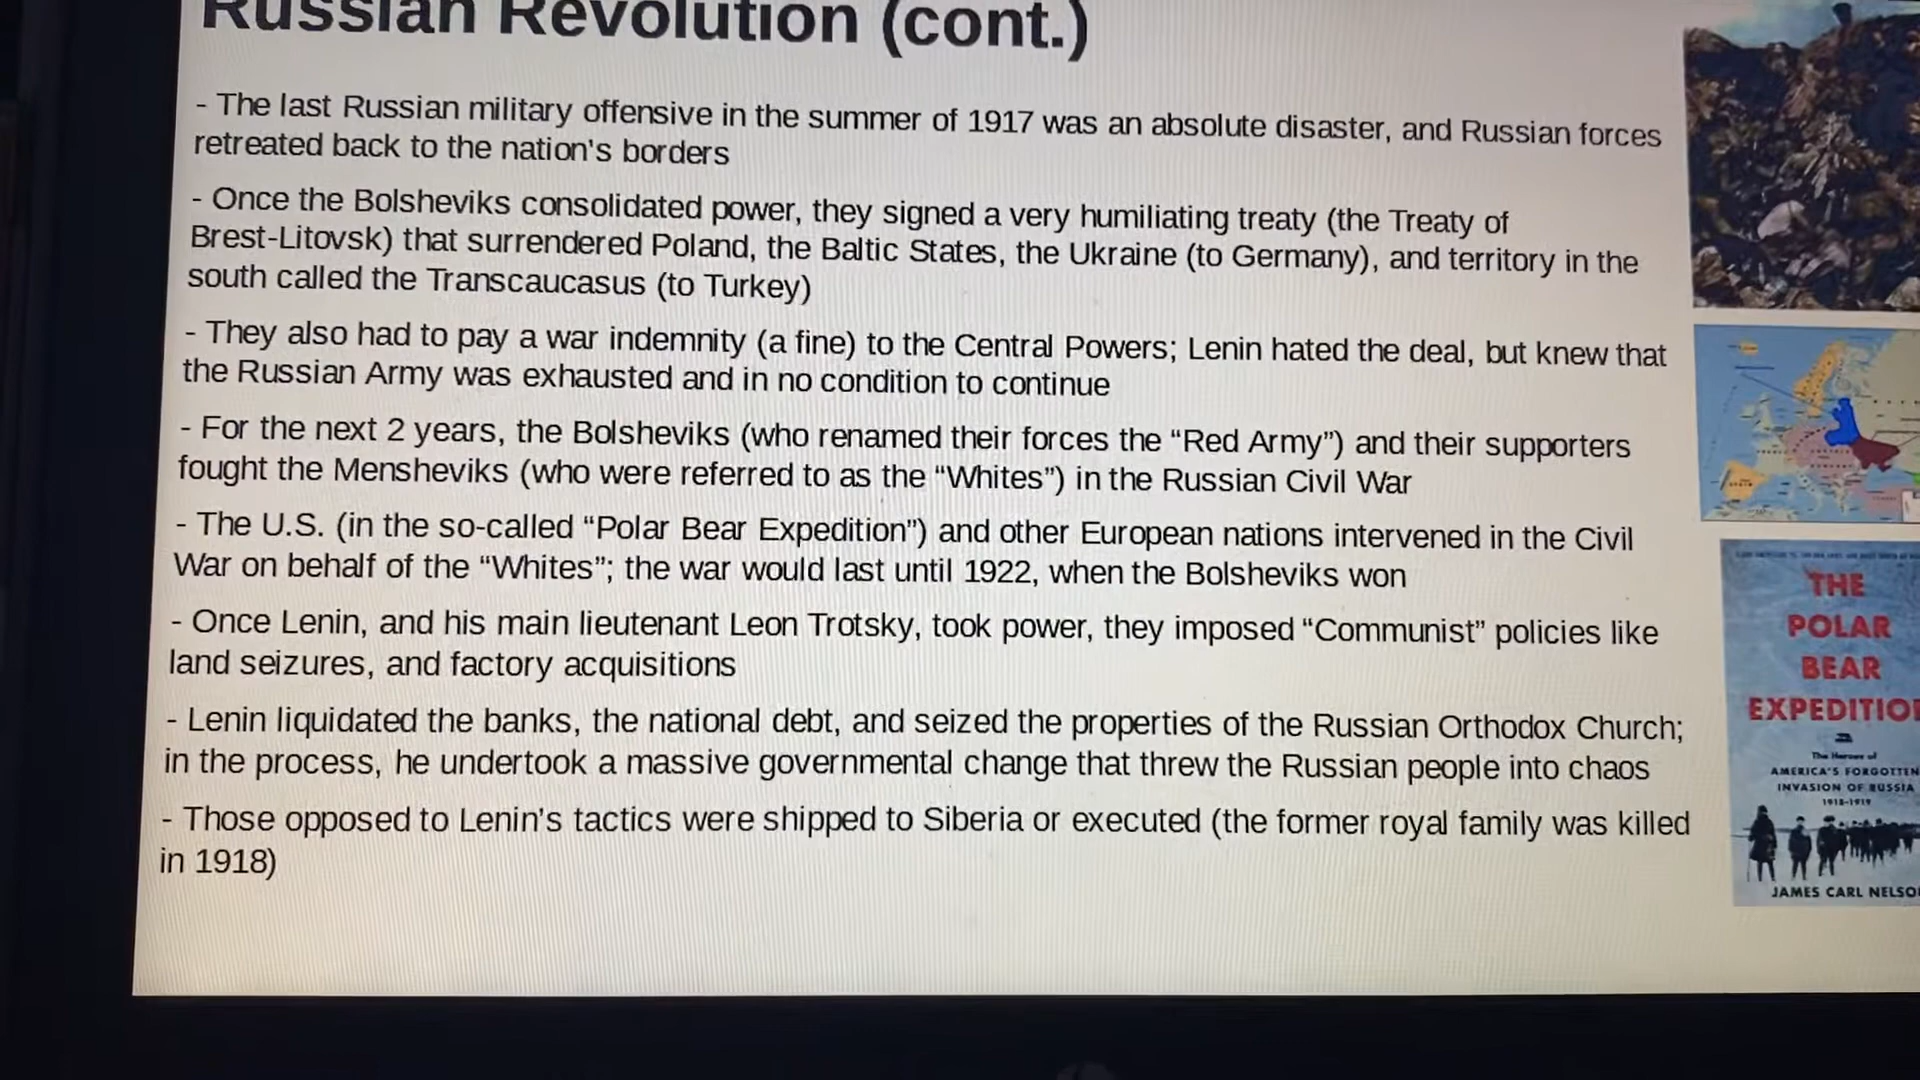 Russian Revolution (cont.)
- The last Russian military offensive in the summer of 1917 was an absolute disaster, and Russian forces
retreated back to the nation's borders
- Once the Bolsheviks consolidated power, they signed a very humiliating treaty (the Treaty of
Brest-Litovsk) that surrendered Poland, the Baltic States, the Ukraine (to Germany), and territory in the
south called the Transcaucasus (to Turkey)
- They also had to pay a war indemnity (a fine) to the Central Powers; Lenin hated the deal, but knew that
the Russian Army was exhausted and in no condition to continue
- For the next 2 years, the Bolsheviks (who renamed their forces the “Red Army”) and their supporters
fought the Mensheviks (who were referred to as the “Whites”) in the Russian Civil War
- The U.S. (in the so-called “Polar Bear Expedition”) and other European nations intervened in the Civil
War on behalf of the “Whites”; the war would last until 1922, when the Bolsheviks won
- Once Lenin, and his main lieutenant Leon Trotsky, took power, they imposed “Communist” policies like
land seizures, and factory acquisitions
- Lenin liquidated the banks, the national debt, and seized the properties of the Russian Orthodox Church;
in the process, he undertook a massive governmental change that threw the Russian people into chaos
- Those opposed to Lenin's tactics were shipped to Siberia or executed (the former royal family was killed
in 1918)
THE
POLAR
BEAR
EXPEDITIO
The Heroes of
AMERICA'S FORGOTTEN
INVASION OF RUSSIA
1918-1919
JAMES CARL NELSO